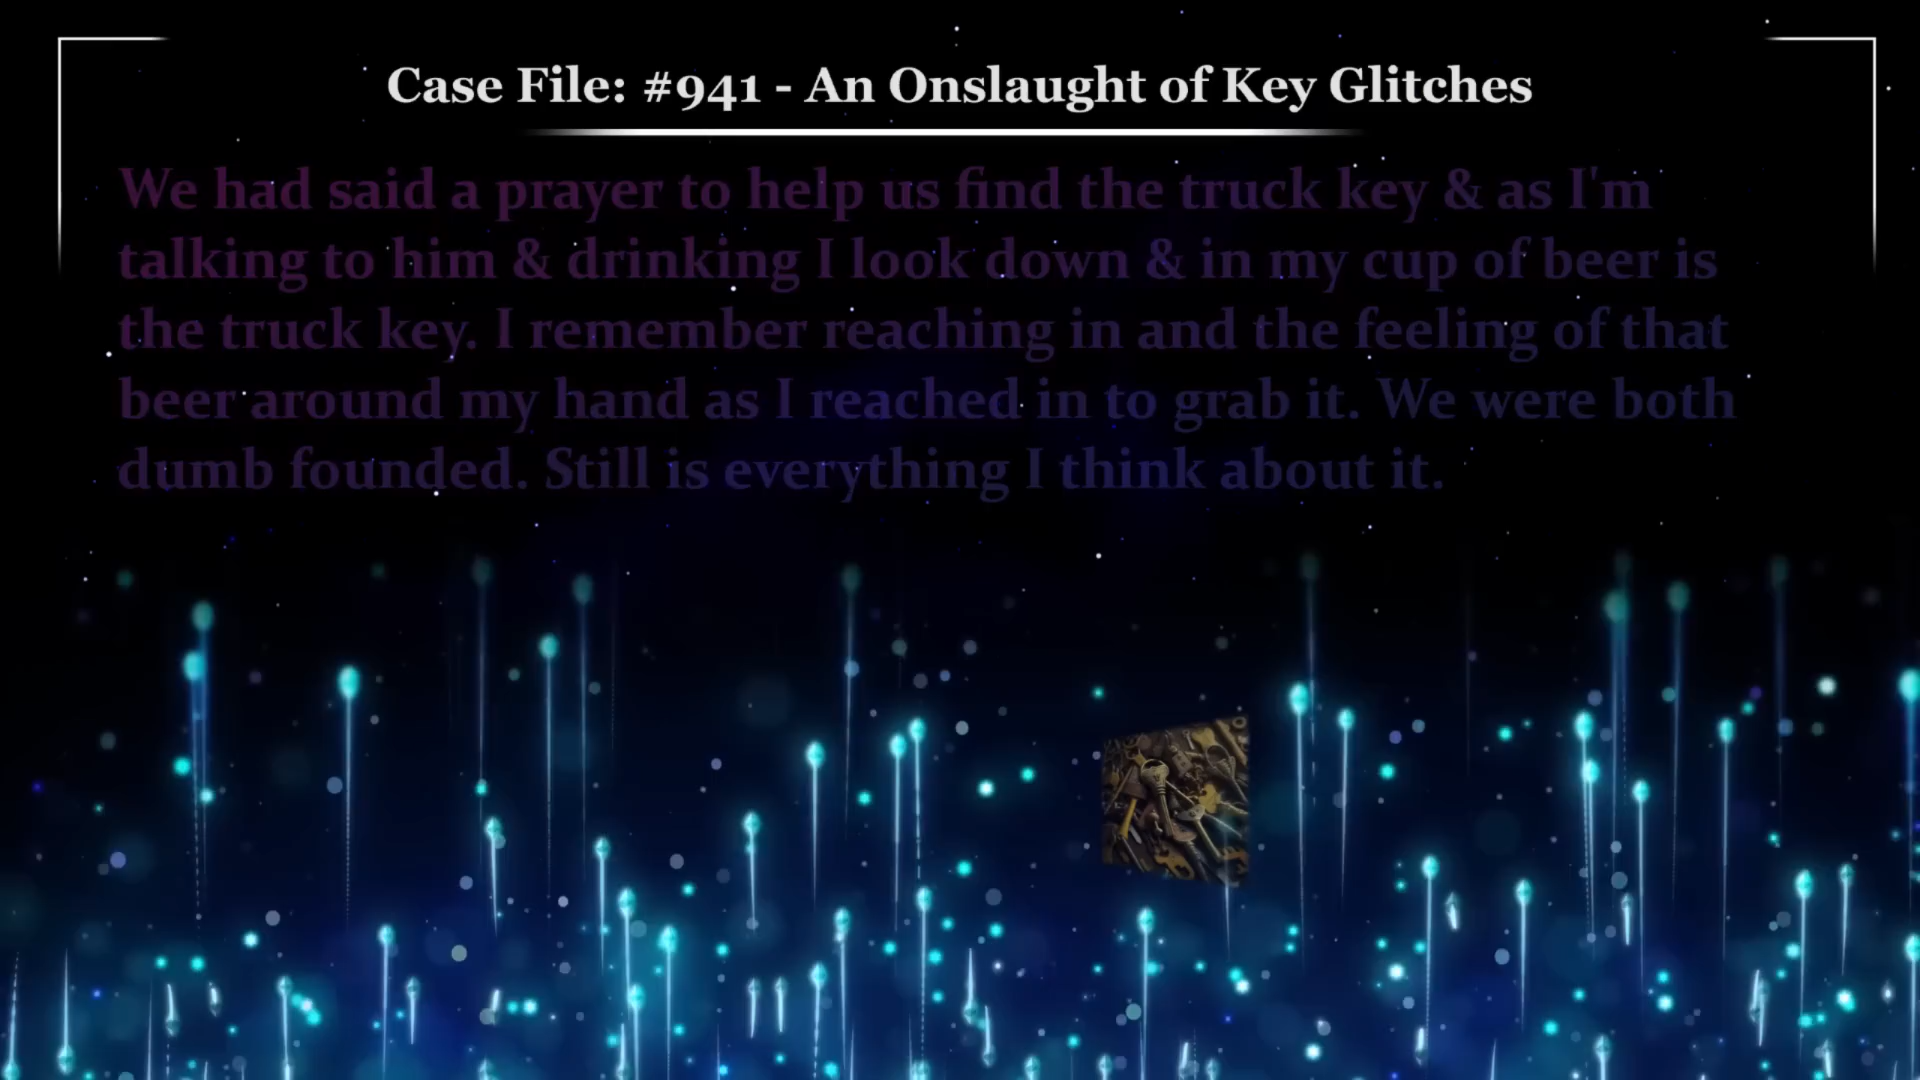 Case File: #941 - An Onslaught of Key Glitches
We had said a prayer to help us find the truck key & as I'm
talking to him & drinking I look down & in my cup of beer is
the truck key. I remember reaching in and the feeling of that
beer around my hand as I reached in to grab it. We were both
dumb founded. Still is everything I think about it.